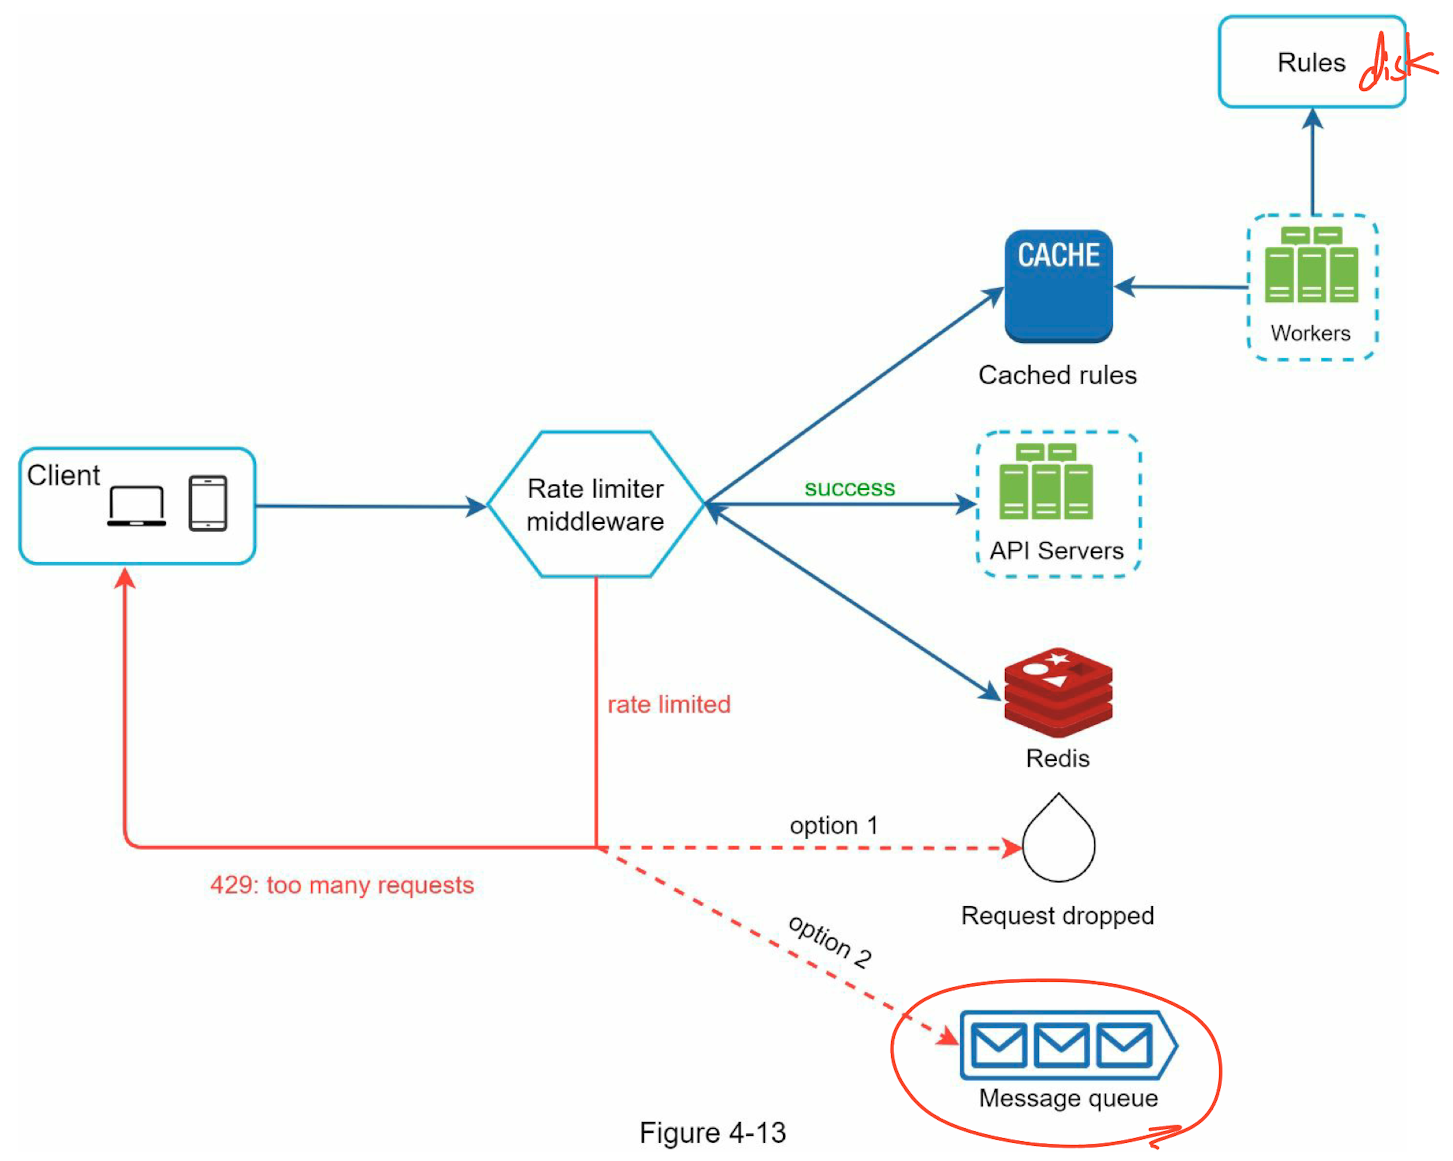 Rules disk
CACHE
Workers
Cached rules
Client
Rate limiter
middleware
success
API Servers
rate limited
Redis
option 1
429: too many requests
Request dropped
option 2
Message queue
Figure 4-13